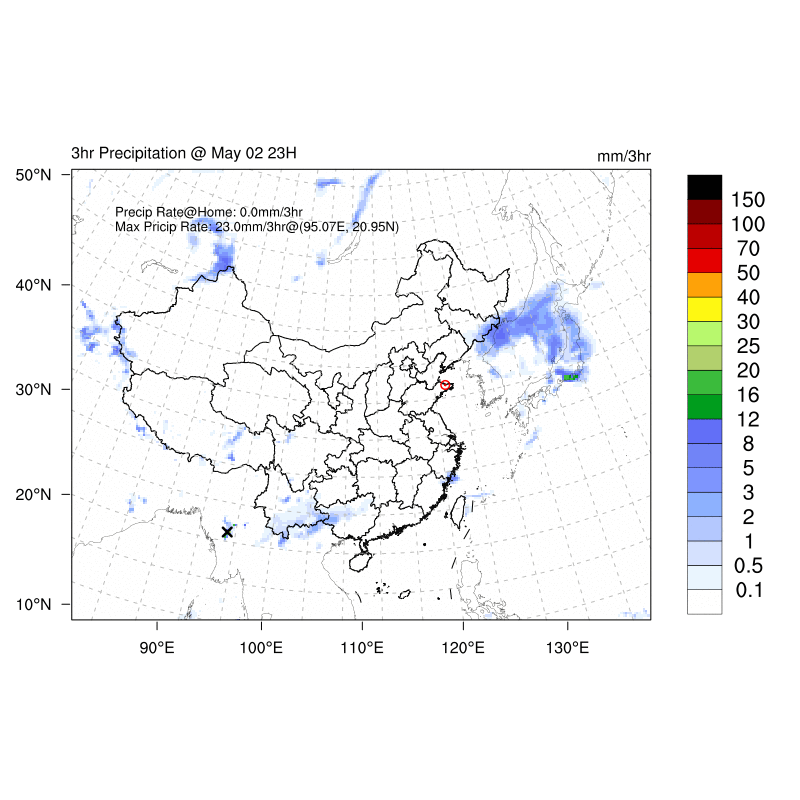 3hr Precipitation @ May 02 23H
mm/3hr
Precip Rate@Home: 0.0mm/3hr
Max Pricip Rate: 23.0mm/3hr@(95.07E, 20.95N)
50°N
40°N
30°N
20°N
10°N
90°E
100°E
110°E
120°E
130°E
150
100
70
50
40
30
25
20
16
12
8
5
3
2
1
0.5
0.1